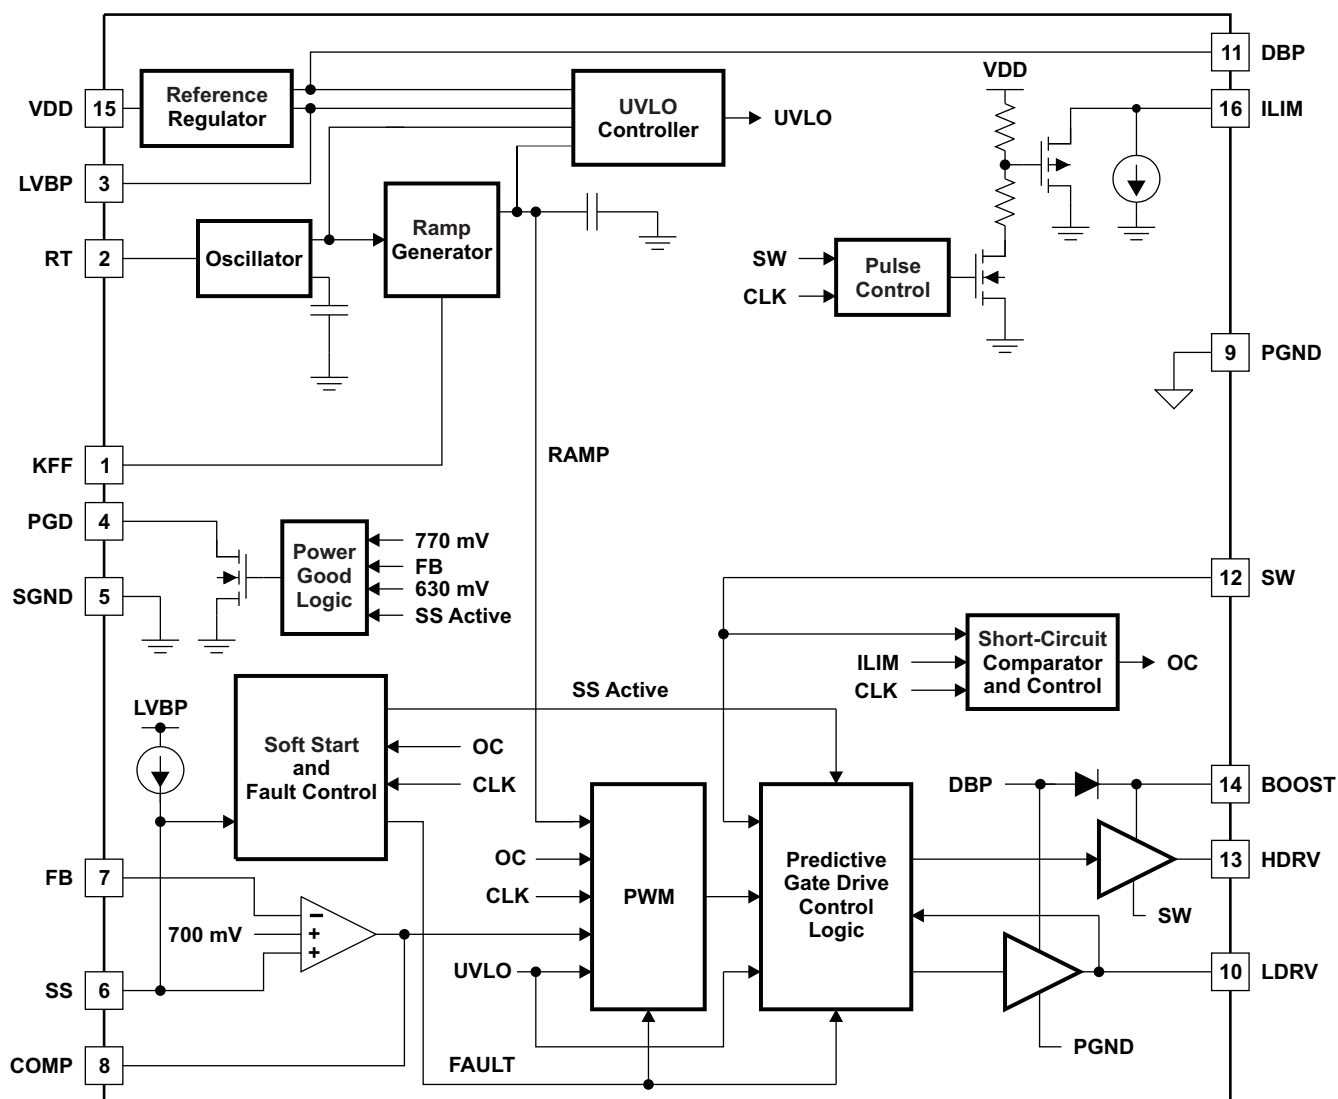 11 DBP
VDD
VDD 15
Reference
Regulator
UVLO
Controller
UVLO
16 ILIM
LVBP 3
RT 2
Oscillator
Ramp
Generator
SW
CLK
Pulse
Control
9 PGND
KFF 1
RAMP
PGD 4
Power
Good
Logic
770 mV
FB
630 mV
SS Active
SGND 5
12 SW
ILIM
CLK
Short-Circuit
Comparator
and Control
OC
SS Active
LVBP
Soft Start
and
Fault Control
OC
CLK
DBP
14 BOOST
FB 7
OC
CLK
PWM
Predictive
Gate Drive
Control
Logic
13 HDRV
SW
700 mV
−
+
+
UVLO
10 LDRV
SS 6
PGND
COMP 8
FAULT